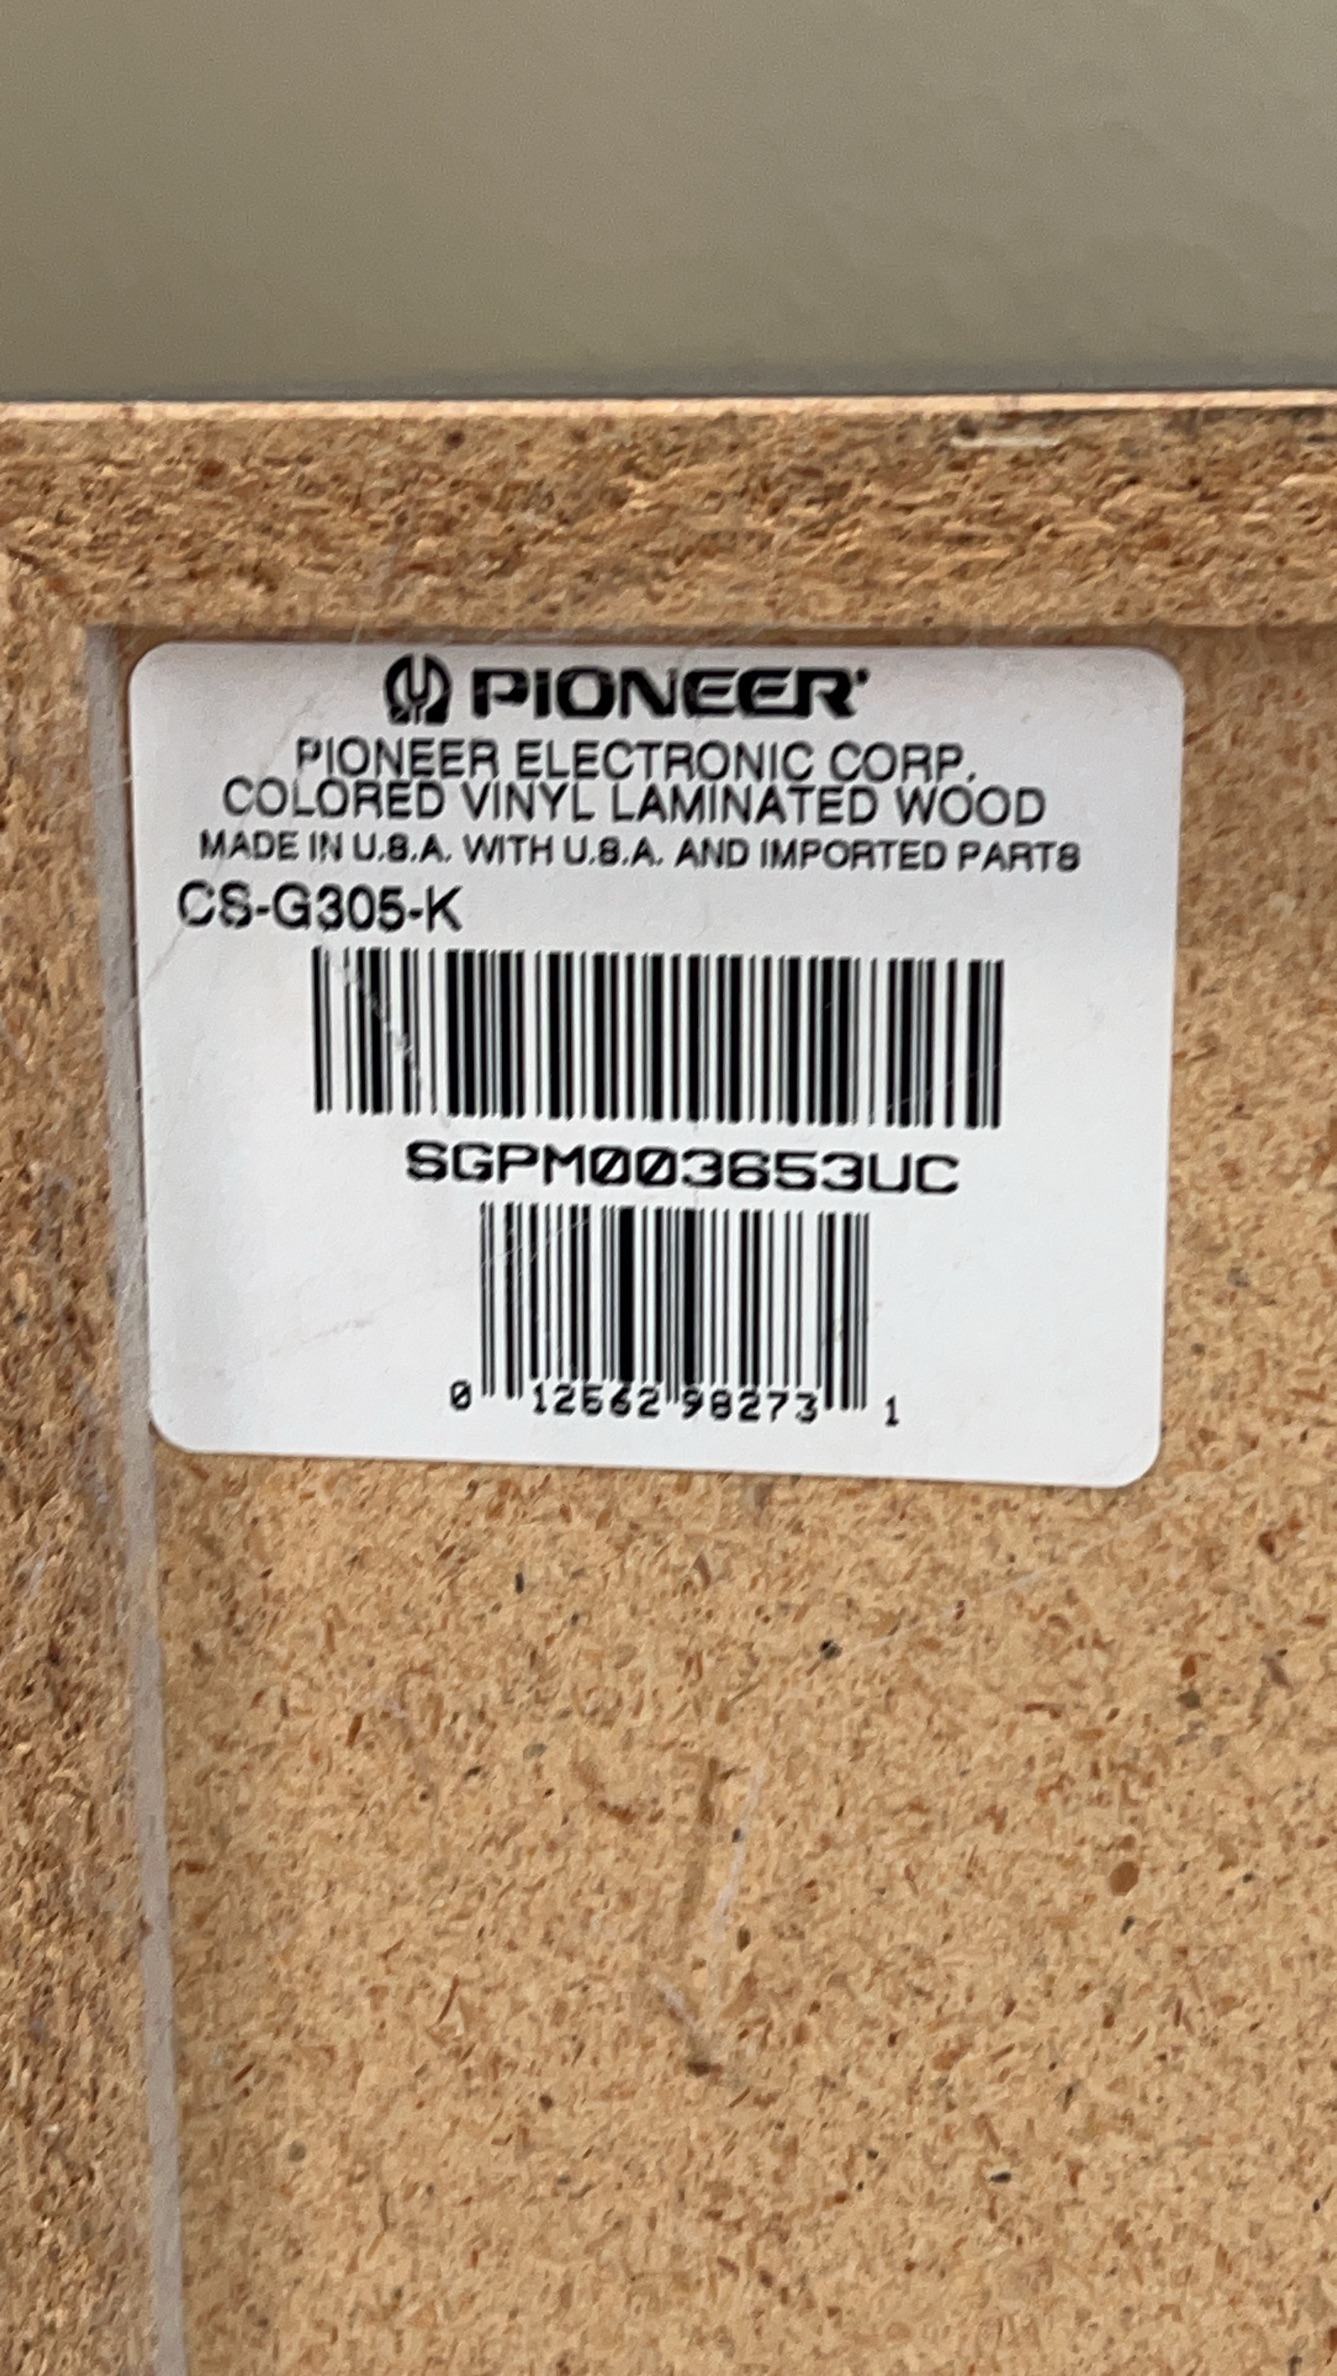 PIONEER
PIONEER ELECTRONIC CORP.
COLORED VINYL LAMINATED WOOD
MADE IN U.S.A. WITH U.S.A. AND IMPORTED PARTS
CS-G305-K
SGPM003653UC
0 12562 98273 1